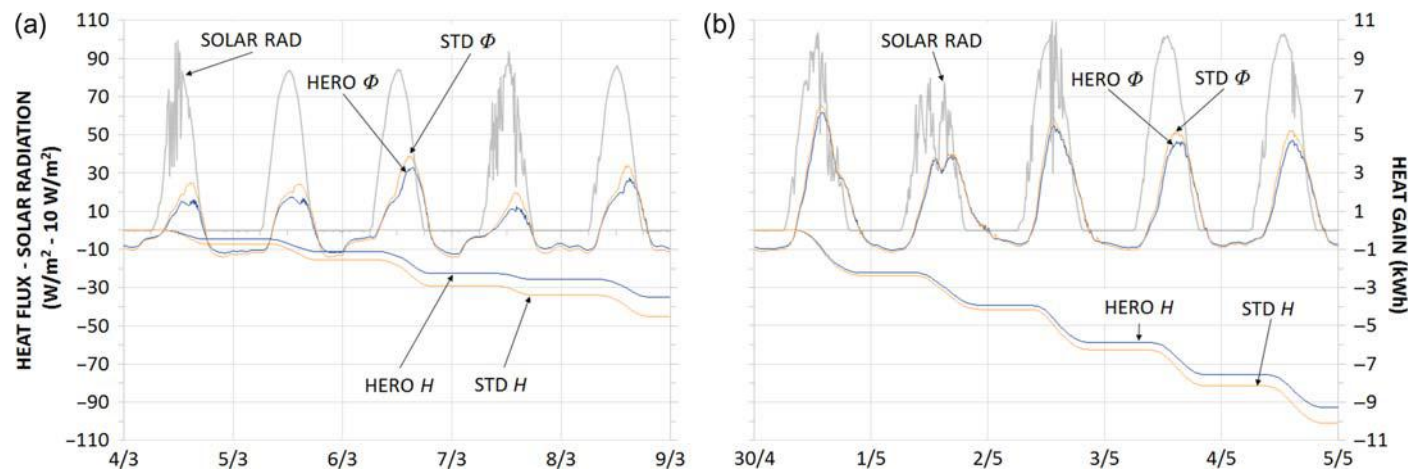 (a)
HEAT FLUX - SOLAR RADIATION
(W/m² - 10 W/m²)
110
90
70
50
30
10
−10
−30
−50
−70
−90
−110
SOLAR RAD
STD Φ
HERO Φ
HERO H
STD H
4/3 5/3 6/3 7/3 8/3 9/3
(b)
SOLAR RAD
HERO Φ
STD Φ
HERO H
STD H
30/4 1/5 2/5 3/5 4/5 5/5
11
9
7
5
3
1
−1
−3
−5
−7
−9
−11
HEAT GAIN (kWh)